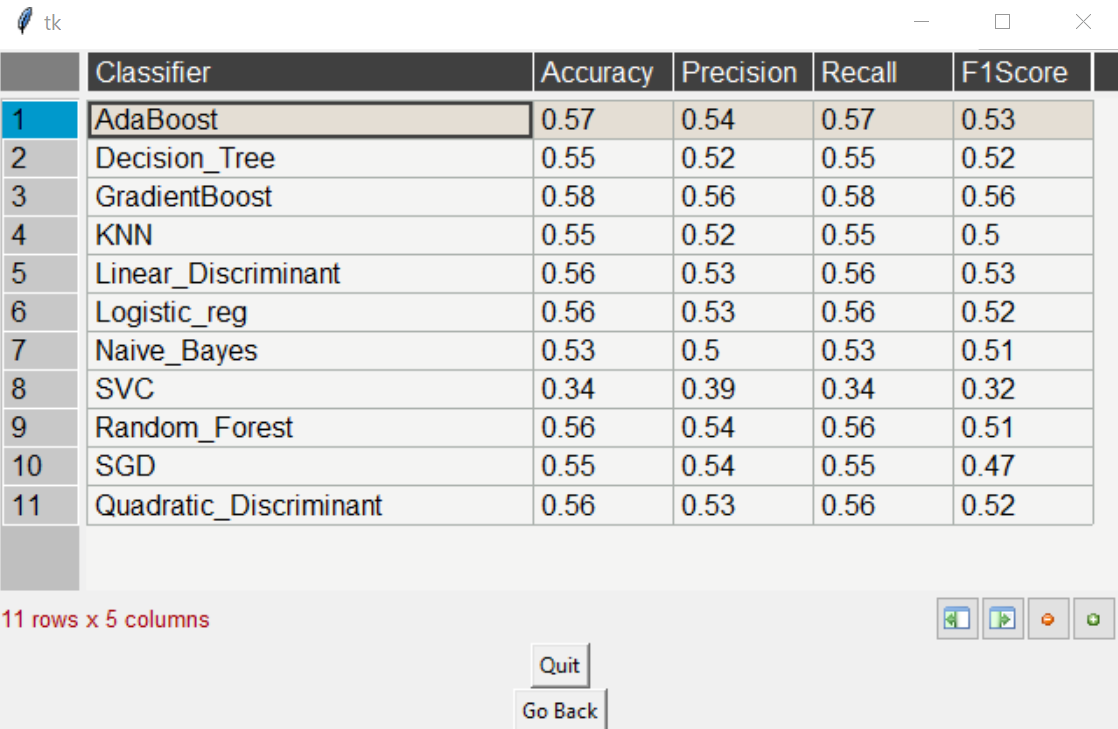 tk
Classifier Accuracy Precision Recall F1Score
1 AdaBoost 0.57 0.54 0.57 0.53
2 Decision_Tree 0.55 0.52 0.55 0.52
3 GradientBoost 0.58 0.56 0.58 0.56
4 KNN 0.55 0.52 0.55 0.5
5 Linear_Discriminant 0.56 0.53 0.56 0.53
6 Logistic_reg 0.56 0.53 0.56 0.52
7 Naive_Bayes 0.53 0.5 0.53 0.51
8 SVC 0.34 0.39 0.34 0.32
9 Random_Forest 0.56 0.54 0.56 0.51
10 SGD 0.55 0.54 0.55 0.47
11 Quadratic_Discriminant 0.56 0.53 0.56 0.52
11 rows x 5 columns
Quit
Go Back